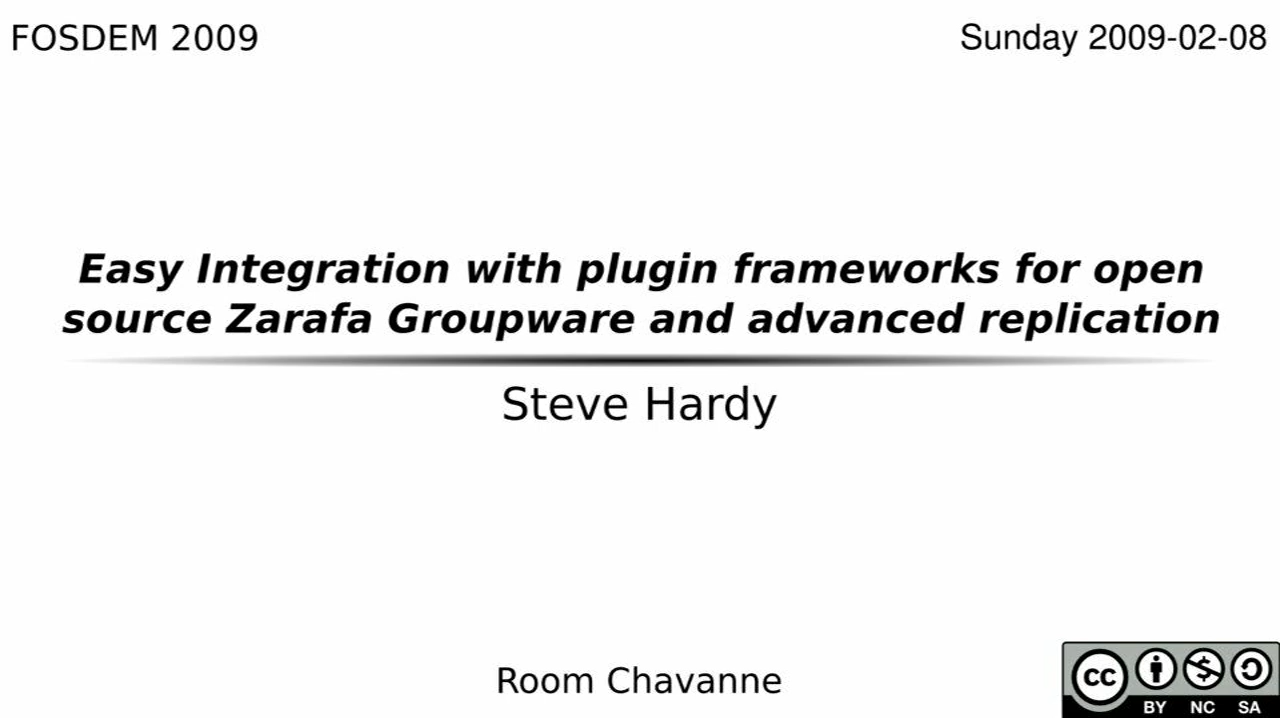 FOSDEM 2009
Sunday 2009-02-08
Easy Integration with plugin frameworks for open
source Zarafa Groupware and advanced replication
Steve Hardy
Room Chavanne
cc
BY NC SA